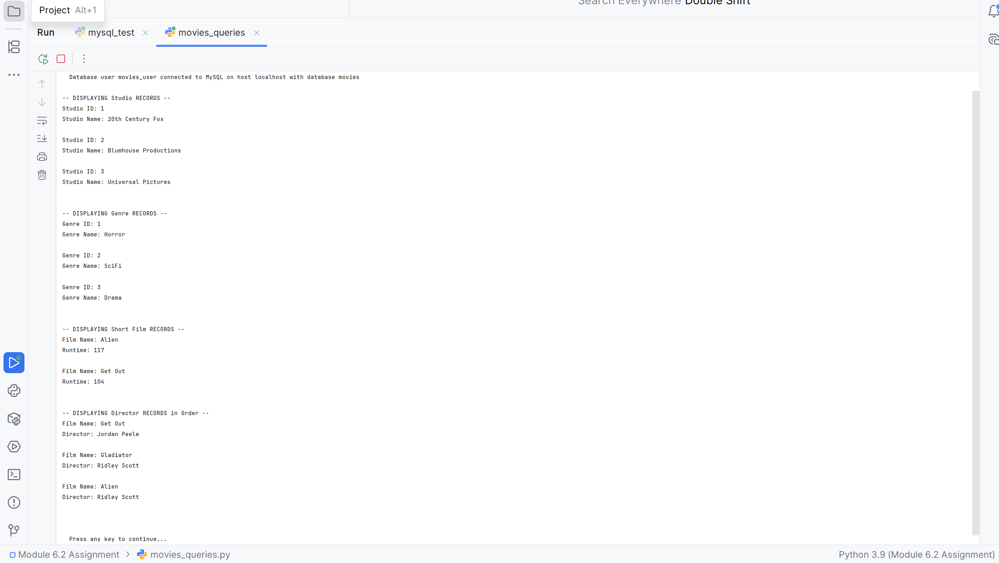 Search Everywhere Double Shift
Project Alt+1
Run mysql_test movies_queries
Database user movies_user connected to MySQL on host localhost with database movies
-- DISPLAYING Studio RECORDS --
Studio ID: 1
Studio Name: 20th Century Fox
Studio ID: 2
Studio Name: Blumhouse Productions
Studio ID: 3
Studio Name: Universal Pictures
-- DISPLAYING Genre RECORDS --
Genre ID: 1
Genre Name: Horror
Genre ID: 2
Genre Name: SciFi
Genre ID: 3
Genre Name: Drama
-- DISPLAYING Short Film RECORDS --
Film Name: Alien
Runtime: 117
Film Name: Get Out
Runtime: 104
-- DISPLAYING Director RECORDS in Order --
Film Name: Get Out
Director: Jordan Peele
Film Name: Gladiator
Director: Ridley Scott
Film Name: Alien
Director: Ridley Scott
Press any key to continue...
Module 6.2 Assignment > movies_queries.py
Python 3.9 (Module 6.2 Assignment)